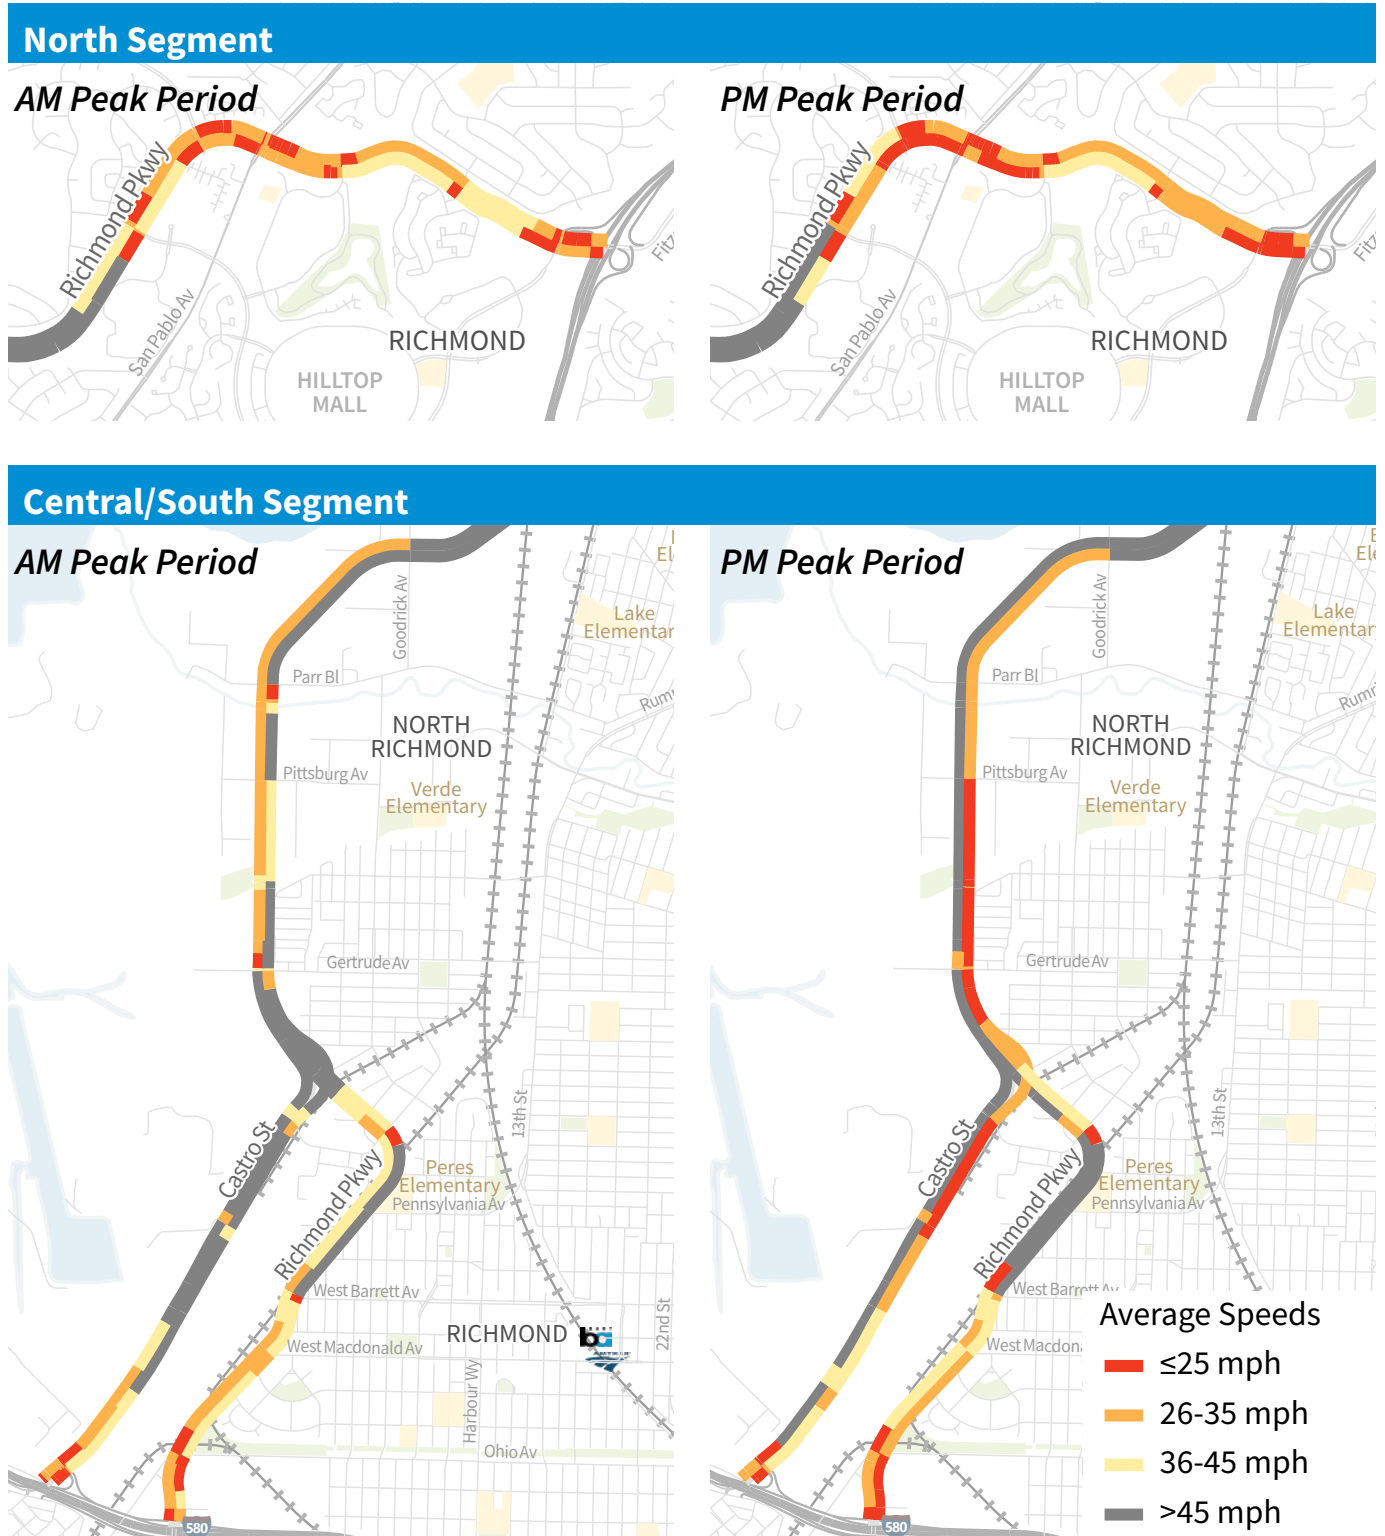 North Segment
AM Peak Period
Richmond Pkwy
San Pablo Av
RICHMOND
HILLTOP
MALL
PM Peak Period
Richmond Pkwy
San Pablo Av
RICHMOND
HILLTOP
MALL
Central/South Segment
AM Peak Period
Goodrick Av
Lake
Parr Bl
NORTH
RICHMOND
Pittsburg Av
Verde
Elementary
Gertrude Av
13th St
Castro St
Peres
Elementary
Pennsylvania Av
Richmond Pkwy
West Barrett Av
RICHMOND
22nd St
West Macdonald Av
Harbour Wy
Ohio Av
580
PM Peak Period
Goodrick Av
Lake
Parr Bl
NORTH
RICHMOND
Pittsburg Av
Verde
Elementary
Gertrude Av
13th St
Castro St
Peres
Elementary
Pennsylvania Av
Richmond Pkwy
West Barrett Av
West Macdona
580
Average Speeds
≤25 mph
26-35 mph
36-45 mph
>45 mph